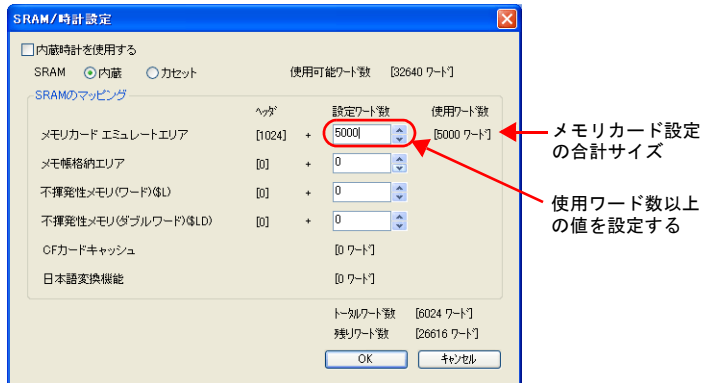 SRAM/時計設定
内蔵時計を使用する
SRAM 内蔵 カセット 使用可能ワード数 [32640 ワード]
SRAMのマッピング
ヘッダ 設定ワード数 使用ワード数
メモリカード エミュレートエリア [1024] + 5000 [5000 ワード]
メモ帳格納エリア [0] + 0
不揮発性メモリ(ワード)($L) [0] + 0
不揮発性メモリ(ダブルワード)($LD) [0] + 0
CFカードキャッシュ [0 ワード]
日本語変換機能 [0 ワード]
トータルワード数 [6024 ワード]
残りワード数 [26616 ワード]
OK キャンセル
メモリカード設定
の合計サイズ
使用ワード数以上
の値を設定する